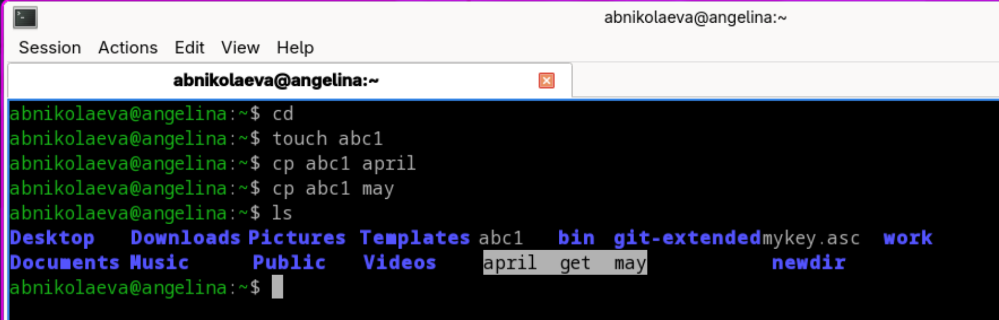 abnikolaeva@angelina:~
Session Actions Edit View Help
abnikolaeva@angelina:~
abnikolaeva@angelina:~$ cd
abnikolaeva@angelina:~$ touch abc1
abnikolaeva@angelina:~$ cp abc1 april
abnikolaeva@angelina:~$ cp abc1 may
abnikolaeva@angelina:~$ ls
Desktop Downloads Pictures Templates abc1 bin git-extended mykey.asc work
Documents Music Public Videos april get may newdir
abnikolaeva@angelina:~$